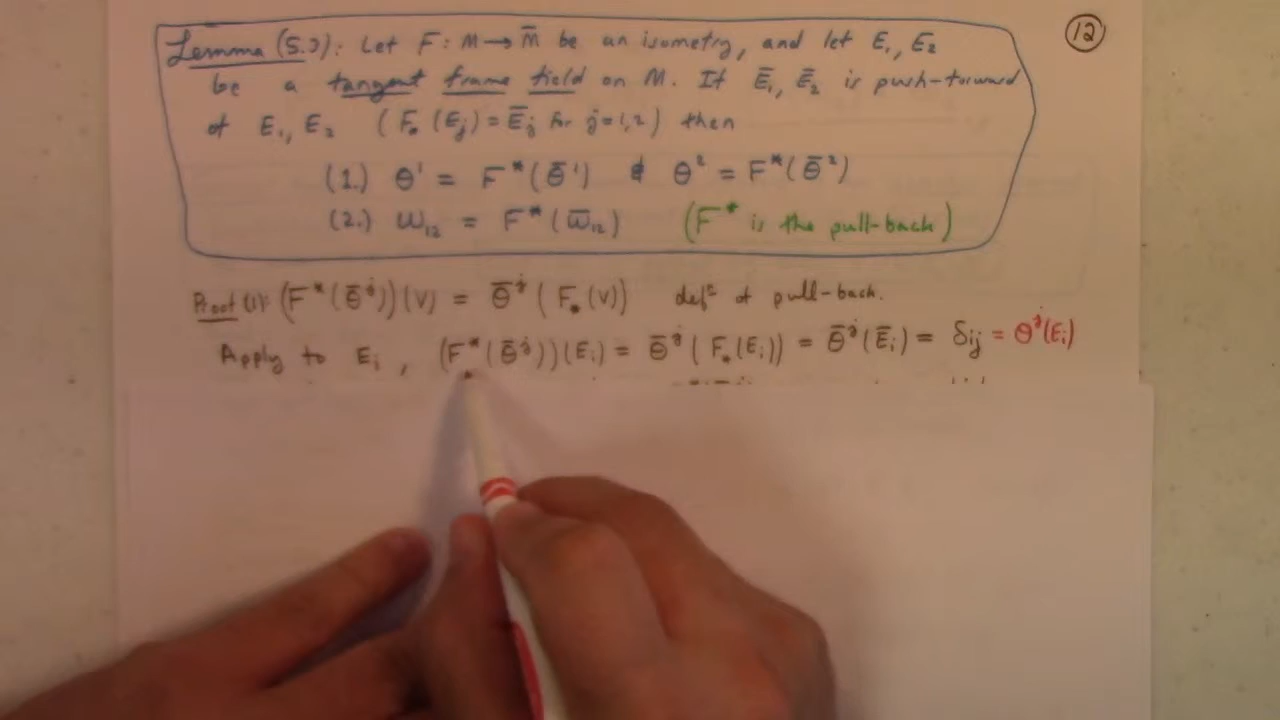 (12)
Lemma (5.3): Let F: M → M̄ be an isometry, and let E₁, E₂
be a tangent frame field on M. If Ē₁, Ē₂ is push-forward
of E₁, E₂ (F⁎(Eⱼ) = Ēⱼ for j=1,2) then
(1.) θ¹ = F*(θ̄¹) & θ² = F*(θ̄²)
(2.) ω₁₂ = F*(ω̄₁₂) (F* is the pull-back)
Proof (1): (F*(θ̄ʲ))(v) = θ̄ʲ(F⁎(v)) defⁿ of pull-back.
Apply to Eᵢ, (F*(θ̄ʲ))(Eᵢ) = θ̄ʲ(F⁎(Eᵢ)) = θ̄ʲ(Ēᵢ) = δᵢⱼ = θʲ(Eᵢ)